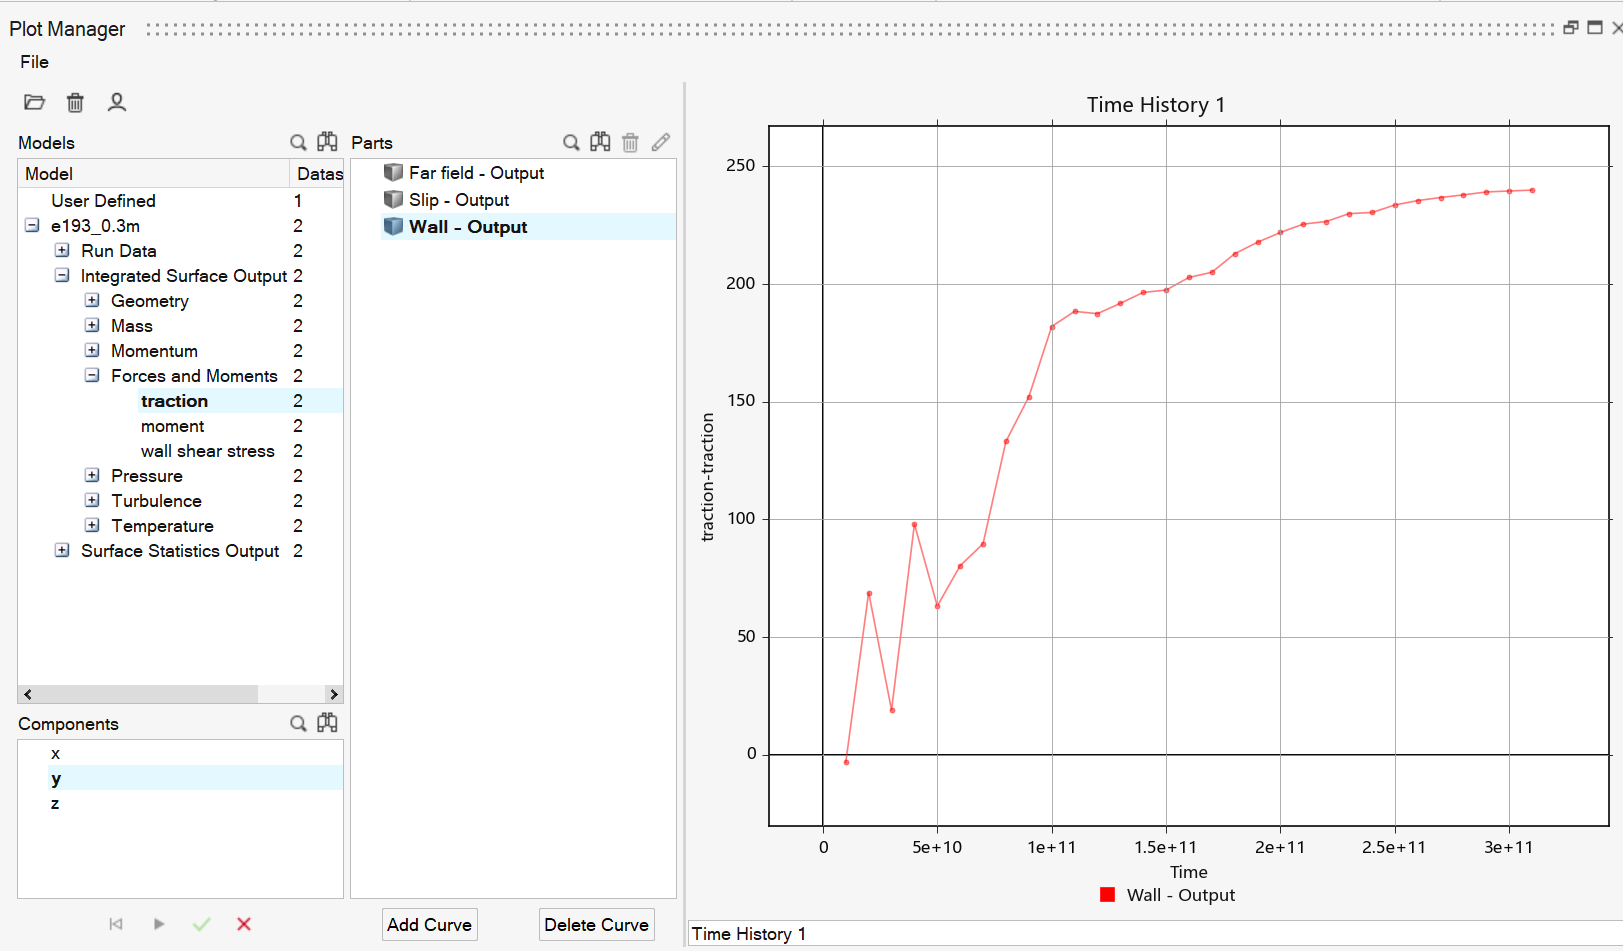 Plot Manager
File
Models
Model Datas
User Defined 1
e193_0.3m 2
Run Data 2
Integrated Surface Output 2
Geometry 2
Mass 2
Momentum 2
Forces and Moments 2
traction 2
moment 2
wall shear stress 2
Pressure 2
Turbulence 2
Temperature 2
Surface Statistics Output 2
Components
x
y
z
Parts
Far field - Output
Slip - Output
Wall - Output
Add Curve
Delete Curve
Time History 1
traction-traction
250
200
150
100
50
0
0 5e+10 1e+11 1.5e+11 2e+11 2.5e+11 3e+11
Time
Wall - Output
Time History 1